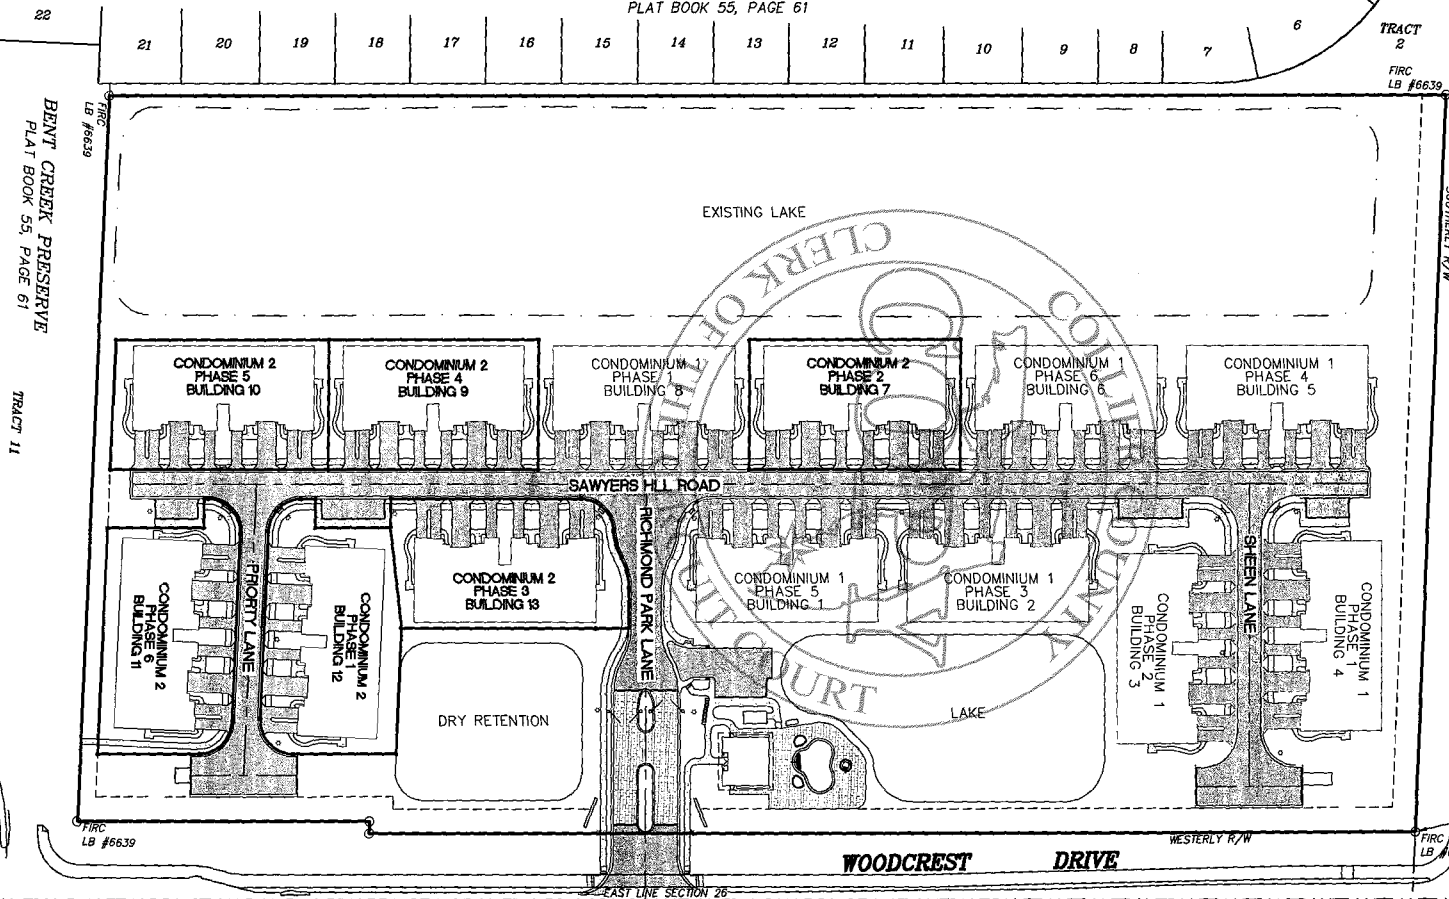 PLAT BOOK 55, PAGE 61
22
21
20
19
18
17
16
15
14
13
12
11
10
9
8
7
6
TRACT
2
FIRC
LB #6639
FIRC
LB #6639
BENT CREEK PRESERVE
PLAT BOOK 55, PAGE 61
TRACT 11
EXISTING LAKE
CLERK OF THE CIRCUIT COURT
COLLIER COUNTY
CONDOMINIUM 2
PHASE 5
BUILDING 10
CONDOMINIUM 2
PHASE 4
BUILDING 9
CONDOMINIUM 1
PHASE 1
BUILDING 8
CONDOMINIUM 2
PHASE 2
BUILDING 7
CONDOMINIUM 1
PHASE 6
BUILDING 6
CONDOMINIUM 1
PHASE 4
BUILDING 5
SAWYERS HLL ROAD
RICHMOND PARK LANE
PRIORTY LANE
SHEEN LANE
CONDOMINIUM 2
PHASE 6
BUILDING 11
CONDOMINIUM 2
PHASE 1
BUILDING 12
CONDOMINIUM 2
PHASE 3
BUILDING 13
CONDOMINIUM 1
PHASE 5
BUILDING 1
CONDOMINIUM 1
PHASE 3
BUILDING 2
CONDOMINIUM 1
PHASE 2
BUILDING 3
CONDOMINIUM 1
PHASE 1
BUILDING 4
DRY RETENTION
LAKE
FIRC
LB #6639
WESTERLY R/W
FIRC
LB
WOODCREST DRIVE
EAST LINE SECTION 26